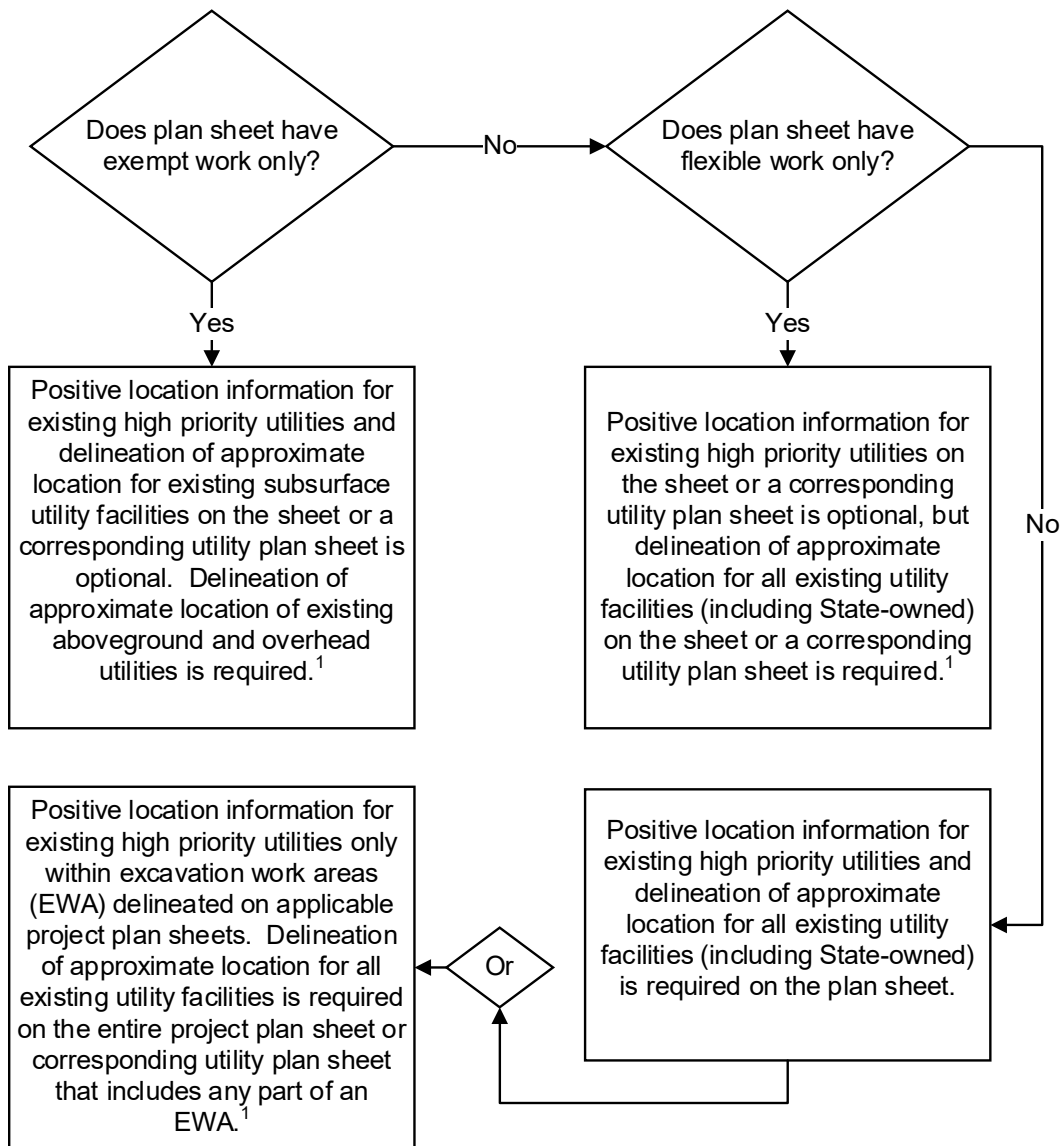 Does plan sheet have
exempt work only?
No
Does plan sheet have
flexible work only?
Yes
Yes
No
Positive location information for
existing high priority utilities and
delineation of approximate
location for existing subsurface
utility facilities on the sheet or a
corresponding utility plan sheet is
optional.  Delineation of
approximate location of existing
aboveground and overhead
utilities is required.¹
Positive location information for
existing high priority utilities on
the sheet or a corresponding
utility plan sheet is optional, but
delineation of approximate
location for all existing utility
facilities (including State-owned)
on the sheet or a corresponding
utility plan sheet is required.¹
Positive location information for
existing high priority utilities only
within excavation work areas
(EWA) delineated on applicable
project plan sheets.  Delineation
of approximate location for all
existing utility facilities is required
on the entire project plan sheet or
corresponding utility plan sheet
that includes any part of an
EWA.¹
Or
Positive location information for
existing high priority utilities and
delineation of approximate
location for all existing utility
facilities (including State-owned)
is required on the plan sheet.